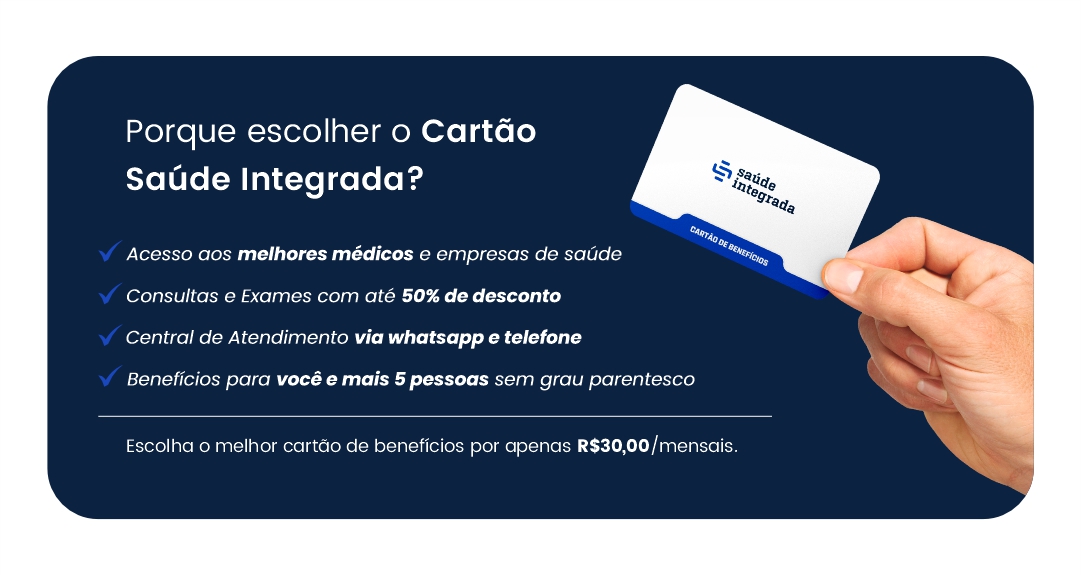 Porque escolher o Cartão
Saúde Integrada?
saúde
integrada
CARTÃO DE BENEFÍCIOS
Acesso aos melhores médicos e empresas de saúde
Consultas e Exames com até 50% de desconto
Central de Atendimento via whatsapp e telefone
Benefícios para você e mais 5 pessoas sem grau parentesco
Escolha o melhor cartão de benefícios por apenas R$30,00/mensais.